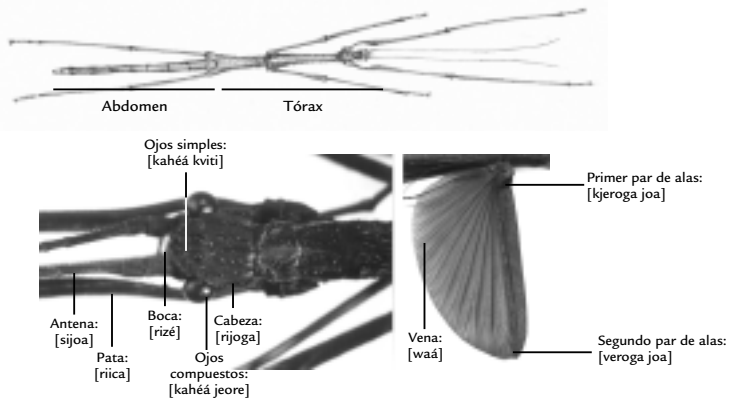 Abdomen
Tórax
Ojos simples:
[kahéá kviti]
Primer par de alas:
[kjeroga joa]
Antena:
[sijoa]
Pata:
[riica]
Boca:
[rizé]
Cabeza:
[rijoga]
Ojos
compuestos:
[kahéá jeore]
Vena:
[waá]
Segundo par de alas:
[veroga joa]